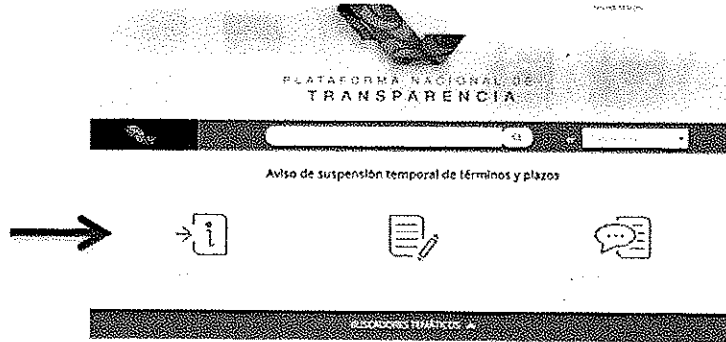 PLATAFORMA NACIONAL DE
TRANSPARENCIA
Aviso de suspensión temporal de términos y plazos
i
BUSCADORES TEMÁTICOS